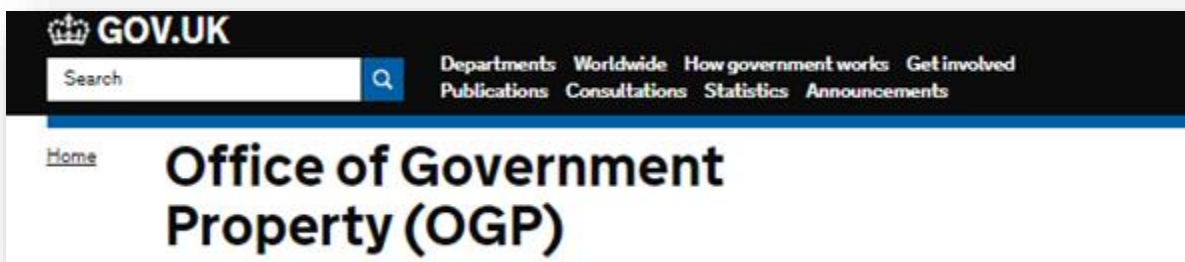 GOV.UK
Search
Departments Worldwide How government works Get involved
Publications Consultations Statistics Announcements
Home
Office of Government
Property (OGP)